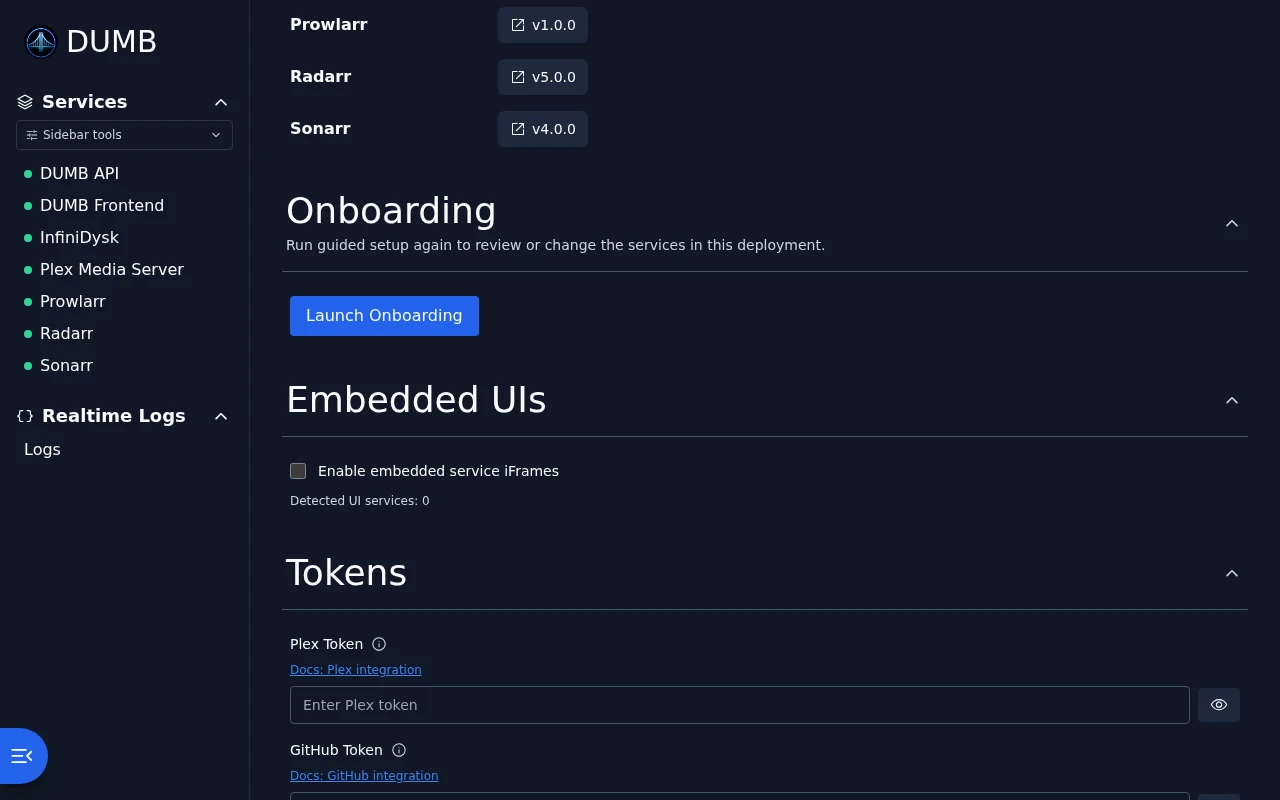 DUMB
Services
Sidebar tools
DUMB API
DUMB Frontend
InfiniDysk
Plex Media Server
Prowlarr
Radarr
Sonarr
Realtime Logs
Logs
Prowlarr v1.0.0
Radarr v5.0.0
Sonarr v4.0.0
Onboarding
Run guided setup again to review or change the services in this deployment.
Launch Onboarding
Embedded UIs
Enable embedded service iFrames
Detected UI services: 0
Tokens
Plex Token
Docs: Plex integration
Enter Plex token
GitHub Token
Docs: GitHub integration